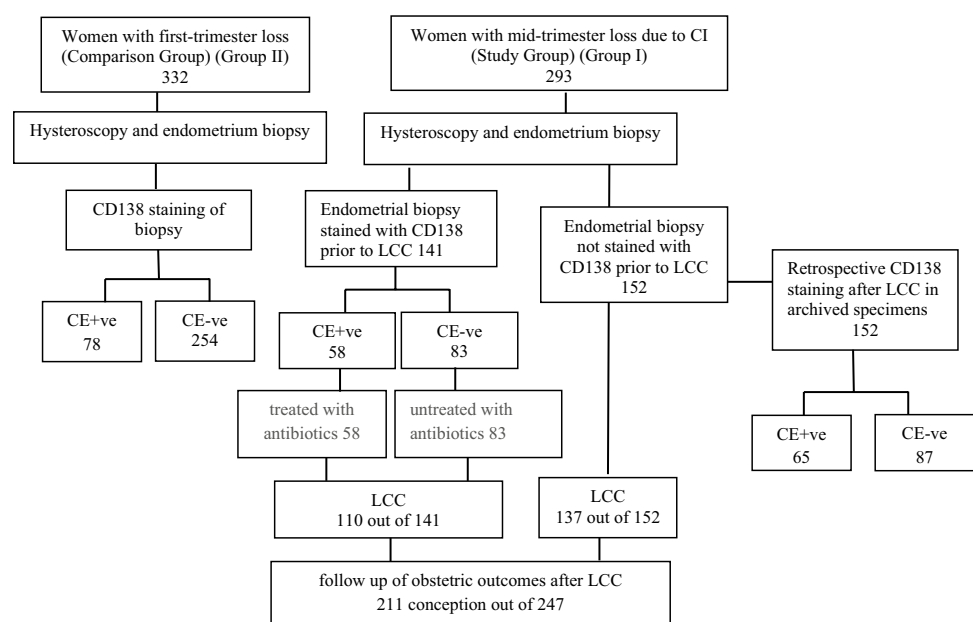 Women with first-trimester loss
(Comparison Group) (Group II)
332
Women with mid-trimester loss due to CI
(Study Group) (Group I)
293
Hysteroscopy and endometrium biopsy
Hysteroscopy and endometrium biopsy
CD138 staining of
biopsy
Endometrial biopsy
stained with CD138
prior to LCC 141
Endometrial biopsy
not stained with
CD138 prior to LCC
152
Retrospective CD138
staining after LCC in
archived specimens
152
CE+ve
78
CE-ve
254
CE+ve
58
CE-ve
83
treated with
antibiotics 58
untreated with
antibiotics 83
CE+ve
65
CE-ve
87
LCC
110 out of 141
LCC
137 out of 152
follow up of obstetric outcomes after LCC
211 conception out of 247